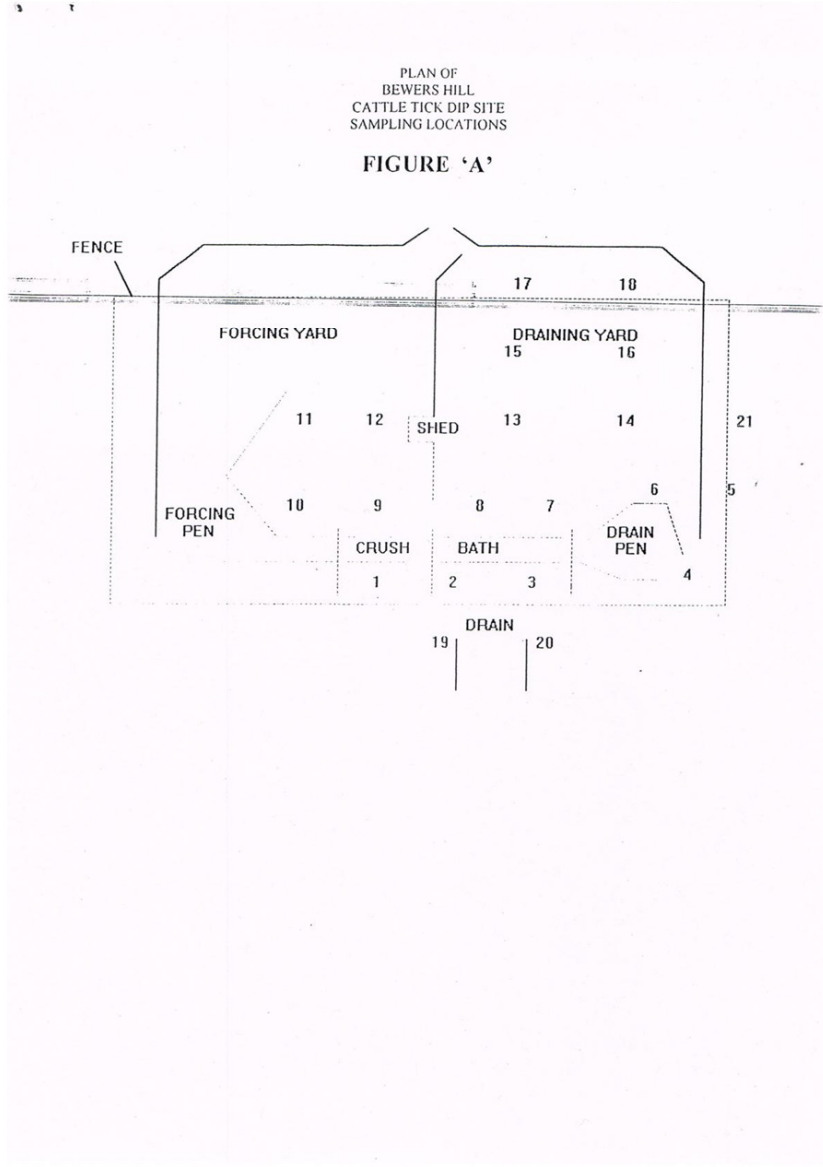 PLAN OF
BEWERS HILL
CATTLE TICK DIP SITE
SAMPLING LOCATIONS
FIGURE ‘A’
FENCE
17 18
FORCING YARD DRAINING YARD
15 16
11 12 SHED 13 14 21
10 9 8 7 6 5
FORCING
PEN
CRUSH BATH DRAIN
PEN
1 2 3 4
DRAIN
19 20